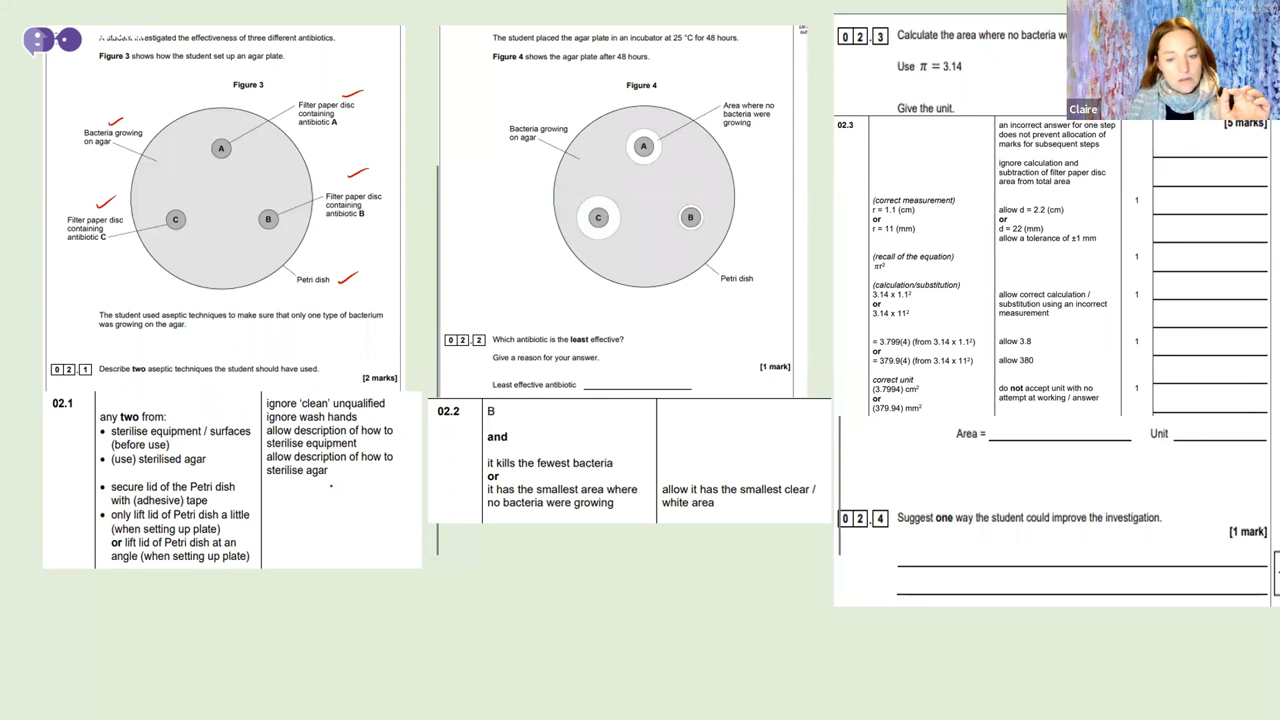 A student investigated the effectiveness of three different antibiotics.
Figure 3 shows how the student set up an agar plate.
Figure 3
Filter paper disc
containing
antibiotic A
Bacteria growing
on agar
A
Filter paper disc
containing
antibiotic B
Filter paper disc
containing
antibiotic C
C
B
Petri dish
The student used aseptic techniques to make sure that only one type of bacterium
was growing on the agar.
0 2 . 1 Describe two aseptic techniques the student should have used.
[2 marks]
02.1
any two from:
• sterilise equipment / surfaces
(before use)
• (use) sterilised agar
• secure lid of the Petri dish
with (adhesive) tape
• only lift lid of Petri dish a little
(when setting up plate)
or lift lid of Petri dish at an
angle (when setting up plate)
ignore 'clean' unqualified
ignore wash hands
allow description of how to
sterilise equipment
allow description of how to
sterilise agar
The student placed the agar plate in an incubator at 25 °C for 48 hours.
Figure 4 shows the agar plate after 48 hours.
Figure 4
Area where no
bacteria were
growing
Bacteria growing
on agar
A
C
B
Petri dish
0 2 . 2 Which antibiotic is the least effective?
Give a reason for your answer.
[1 mark]
Least effective antibiotic
02.2
B
and
it kills the fewest bacteria
or
it has the smallest area where
no bacteria were growing
allow it has the smallest clear /
white area
0 2 . 3 Calculate the area where no bacteria
Use π = 3.14
Give the unit.
[5 marks]
Claire
02.3
an incorrect answer for one step
does not prevent allocation of
marks for subsequent steps
ignore calculation and
subtraction of filter paper disc
area from total area
(correct measurement)
r = 1.1 (cm)
or
r = 11 (mm)
allow d = 2.2 (cm)
or
d = 22 (mm)
allow a tolerance of ±1 mm
1
(recall of the equation)
πr²
1
(calculation/substitution)
3.14 x 1.1²
or
3.14 x 11²
allow correct calculation /
substitution using an incorrect
measurement
1
= 3.799(4) (from 3.14 x 1.1²)
or
= 379.9(4) (from 3.14 x 11²)
allow 3.8
allow 380
1
correct unit
(3.7994) cm²
or
(379.94) mm²
do not accept unit with no
attempt at working / answer
1
Area =
Unit
0 2 . 4 Suggest one way the student could improve the investigation.
[1 mark]